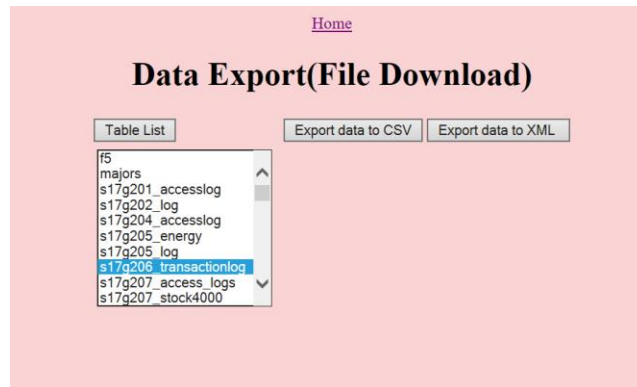 Home
Data Export(File Download)
Table List Export data to CSV Export data to XML
f5
majors
s17g201_accesslog
s17g202_log
s17g204_accesslog
s17g205_energy
s17g205_log
s17g206_transactionlog
s17g207_access_logs
s17g207_stock4000